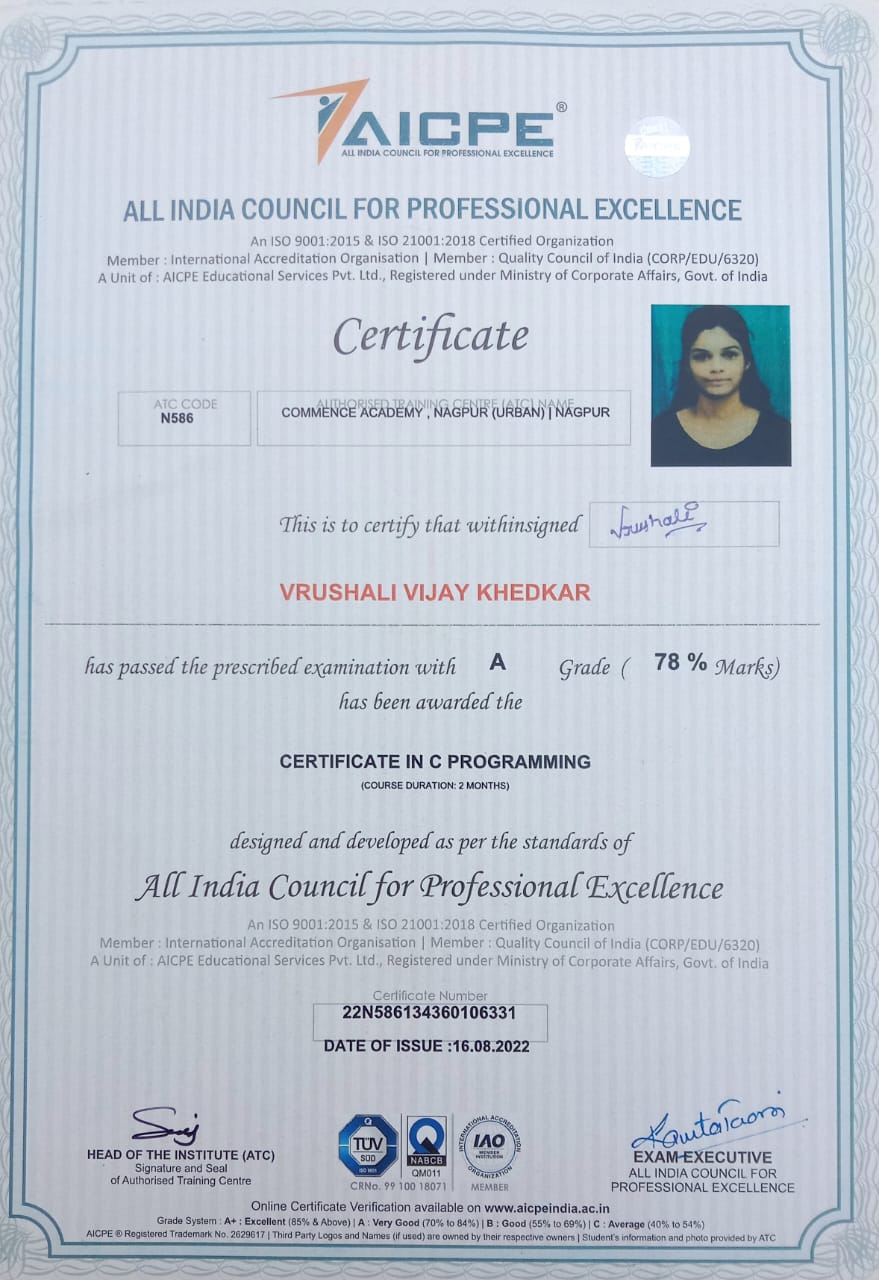 AICPE®
ALL INDIA COUNCIL FOR PROFESSIONAL EXCELLENCE
ALL INDIA COUNCIL FOR PROFESSIONAL EXCELLENCE
An ISO 9001:2015 & ISO 21001:2018 Certified Organization
Member : International Accreditation Organisation | Member : Quality Council of India (CORP/EDU/6320)
A Unit of : AICPE Educational Services Pvt. Ltd., Registered under Ministry of Corporate Affairs, Govt. of India
Certificate
ATC CODE
N586
AUTHORISED TRAINING CENTRE (ATC) NAME
COMMENCE ACADEMY , NAGPUR (URBAN) | NAGPUR
This is to certify that withinsigned
Vrushali
VRUSHALI VIJAY KHEDKAR
has passed the prescribed examination with A Grade ( 78 % Marks)
has been awarded the
CERTIFICATE IN C PROGRAMMING
(COURSE DURATION: 2 MONTHS)
designed and developed as per the standards of
All India Council for Professional Excellence
An ISO 9001:2015 & ISO 21001:2018 Certified Organization
Member : International Accreditation Organisation | Member : Quality Council of India (CORP/EDU/6320)
A Unit of : AICPE Educational Services Pvt. Ltd., Registered under Ministry of Corporate Affairs, Govt. of India
Certificate Number
22N586134360106331
DATE OF ISSUE :16.08.2022
HEAD OF THE INSTITUTE (ATC)
Signature and Seal
of Authorised Training Centre
TUV
SUD
ISO 9001
NABCB
QM011
CRNo. 99 100 18071
INTERNATIONAL ACCREDITATION ORGANIZATION
IAO
MEMBER
INSTITUTION
MEMBER
EXAM EXECUTIVE
ALL INDIA COUNCIL FOR
PROFESSIONAL EXCELLENCE
Online Certificate Verification available on www.aicpeindia.ac.in
Grade System : A+ : Excellent (85% & Above) | A : Very Good (70% to 84%) | B : Good (55% to 69%) | C : Average (40% to 54%)
AICPE ® Registered Trademark No. 2629617 | Third Party Logos and Names (if used) are owned by their respective owners | Student's information and photo provided by ATC